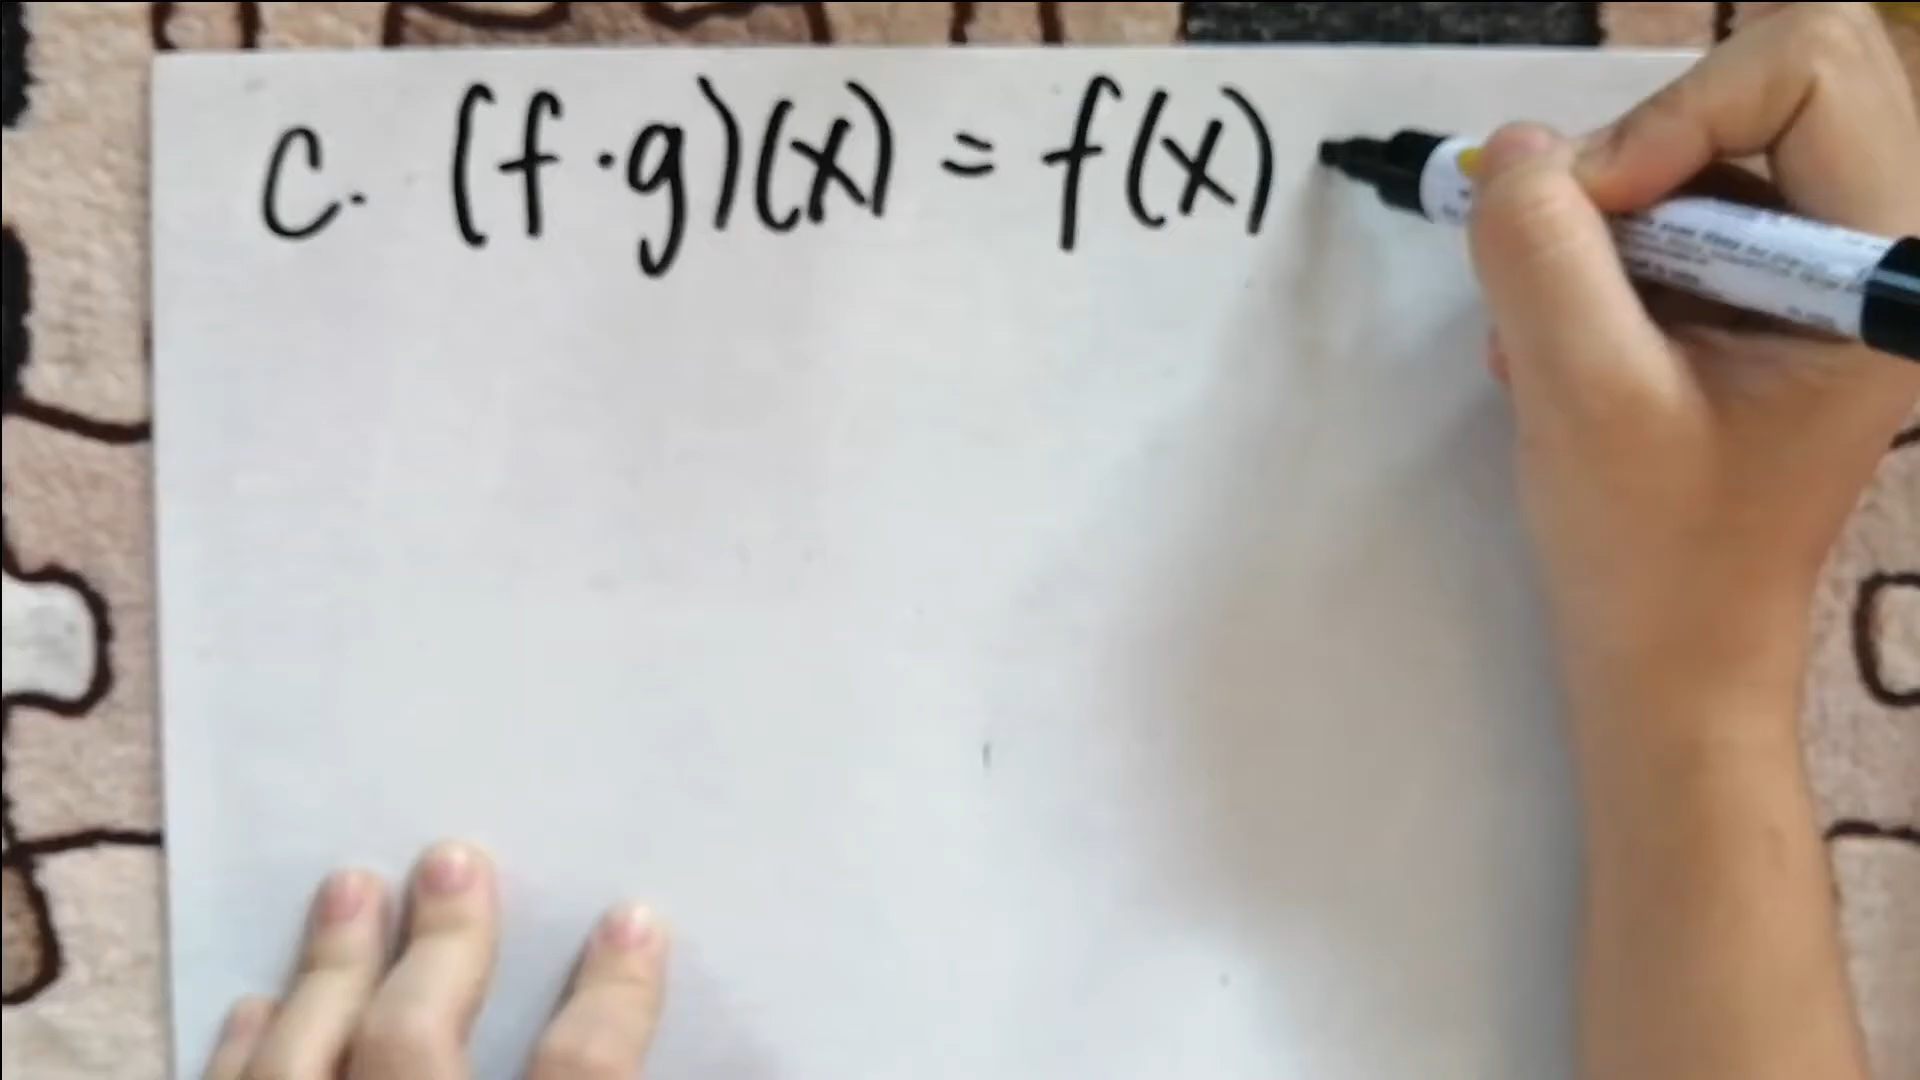 c. (f·g)(x) = f(x)